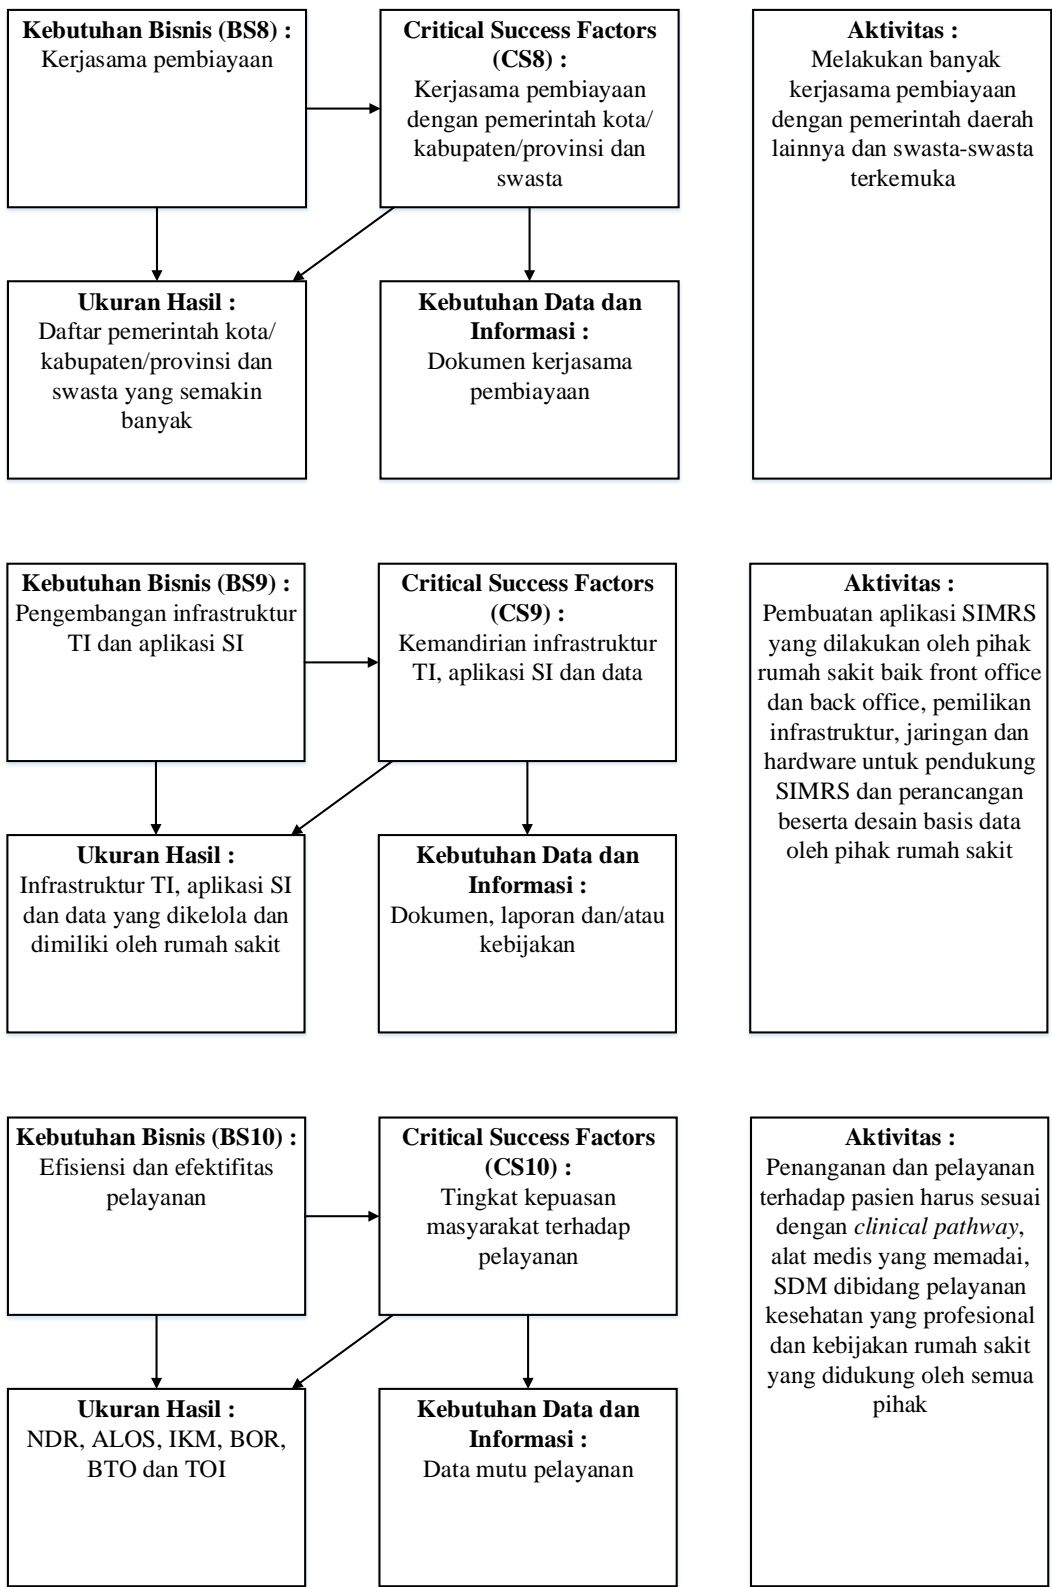 Kebutuhan Bisnis (BS8) :
Kerjasama pembiayaan
Critical Success Factors
(CS8) :
Kerjasama pembiayaan
dengan pemerintah kota/
kabupaten/provinsi dan
swasta
Aktivitas :
Melakukan banyak
kerjasama pembiayaan
dengan pemerintah daerah
lainnya dan swasta-swasta
terkemuka
Ukuran Hasil :
Daftar pemerintah kota/
kabupaten/provinsi dan
swasta yang semakin
banyak
Kebutuhan Data dan
Informasi :
Dokumen kerjasama
pembiayaan
Kebutuhan Bisnis (BS9) :
Pengembangan infrastruktur
TI dan aplikasi SI
Critical Success Factors
(CS9) :
Kemandirian infrastruktur
TI, aplikasi SI dan data
Aktivitas :
Pembuatan aplikasi SIMRS
yang dilakukan oleh pihak
rumah sakit baik front office
dan back office, pemilikan
infrastruktur, jaringan dan
hardware untuk pendukung
SIMRS dan perancangan
beserta desain basis data
oleh pihak rumah sakit
Ukuran Hasil :
Infrastruktur TI, aplikasi SI
dan data yang dikelola dan
dimiliki oleh rumah sakit
Kebutuhan Data dan
Informasi :
Dokumen, laporan dan/atau
kebijakan
Kebutuhan Bisnis (BS10) :
Efisiensi dan efektifitas
pelayanan
Critical Success Factors
(CS10) :
Tingkat kepuasan
masyarakat terhadap
pelayanan
Aktivitas :
Penanganan dan pelayanan
terhadap pasien harus sesuai
dengan clinical pathway,
alat medis yang memadai,
SDM dibidang pelayanan
kesehatan yang profesional
dan kebijakan rumah sakit
yang didukung oleh semua
pihak
Ukuran Hasil :
NDR, ALOS, IKM, BOR,
BTO dan TOI
Kebutuhan Data dan
Informasi :
Data mutu pelayanan